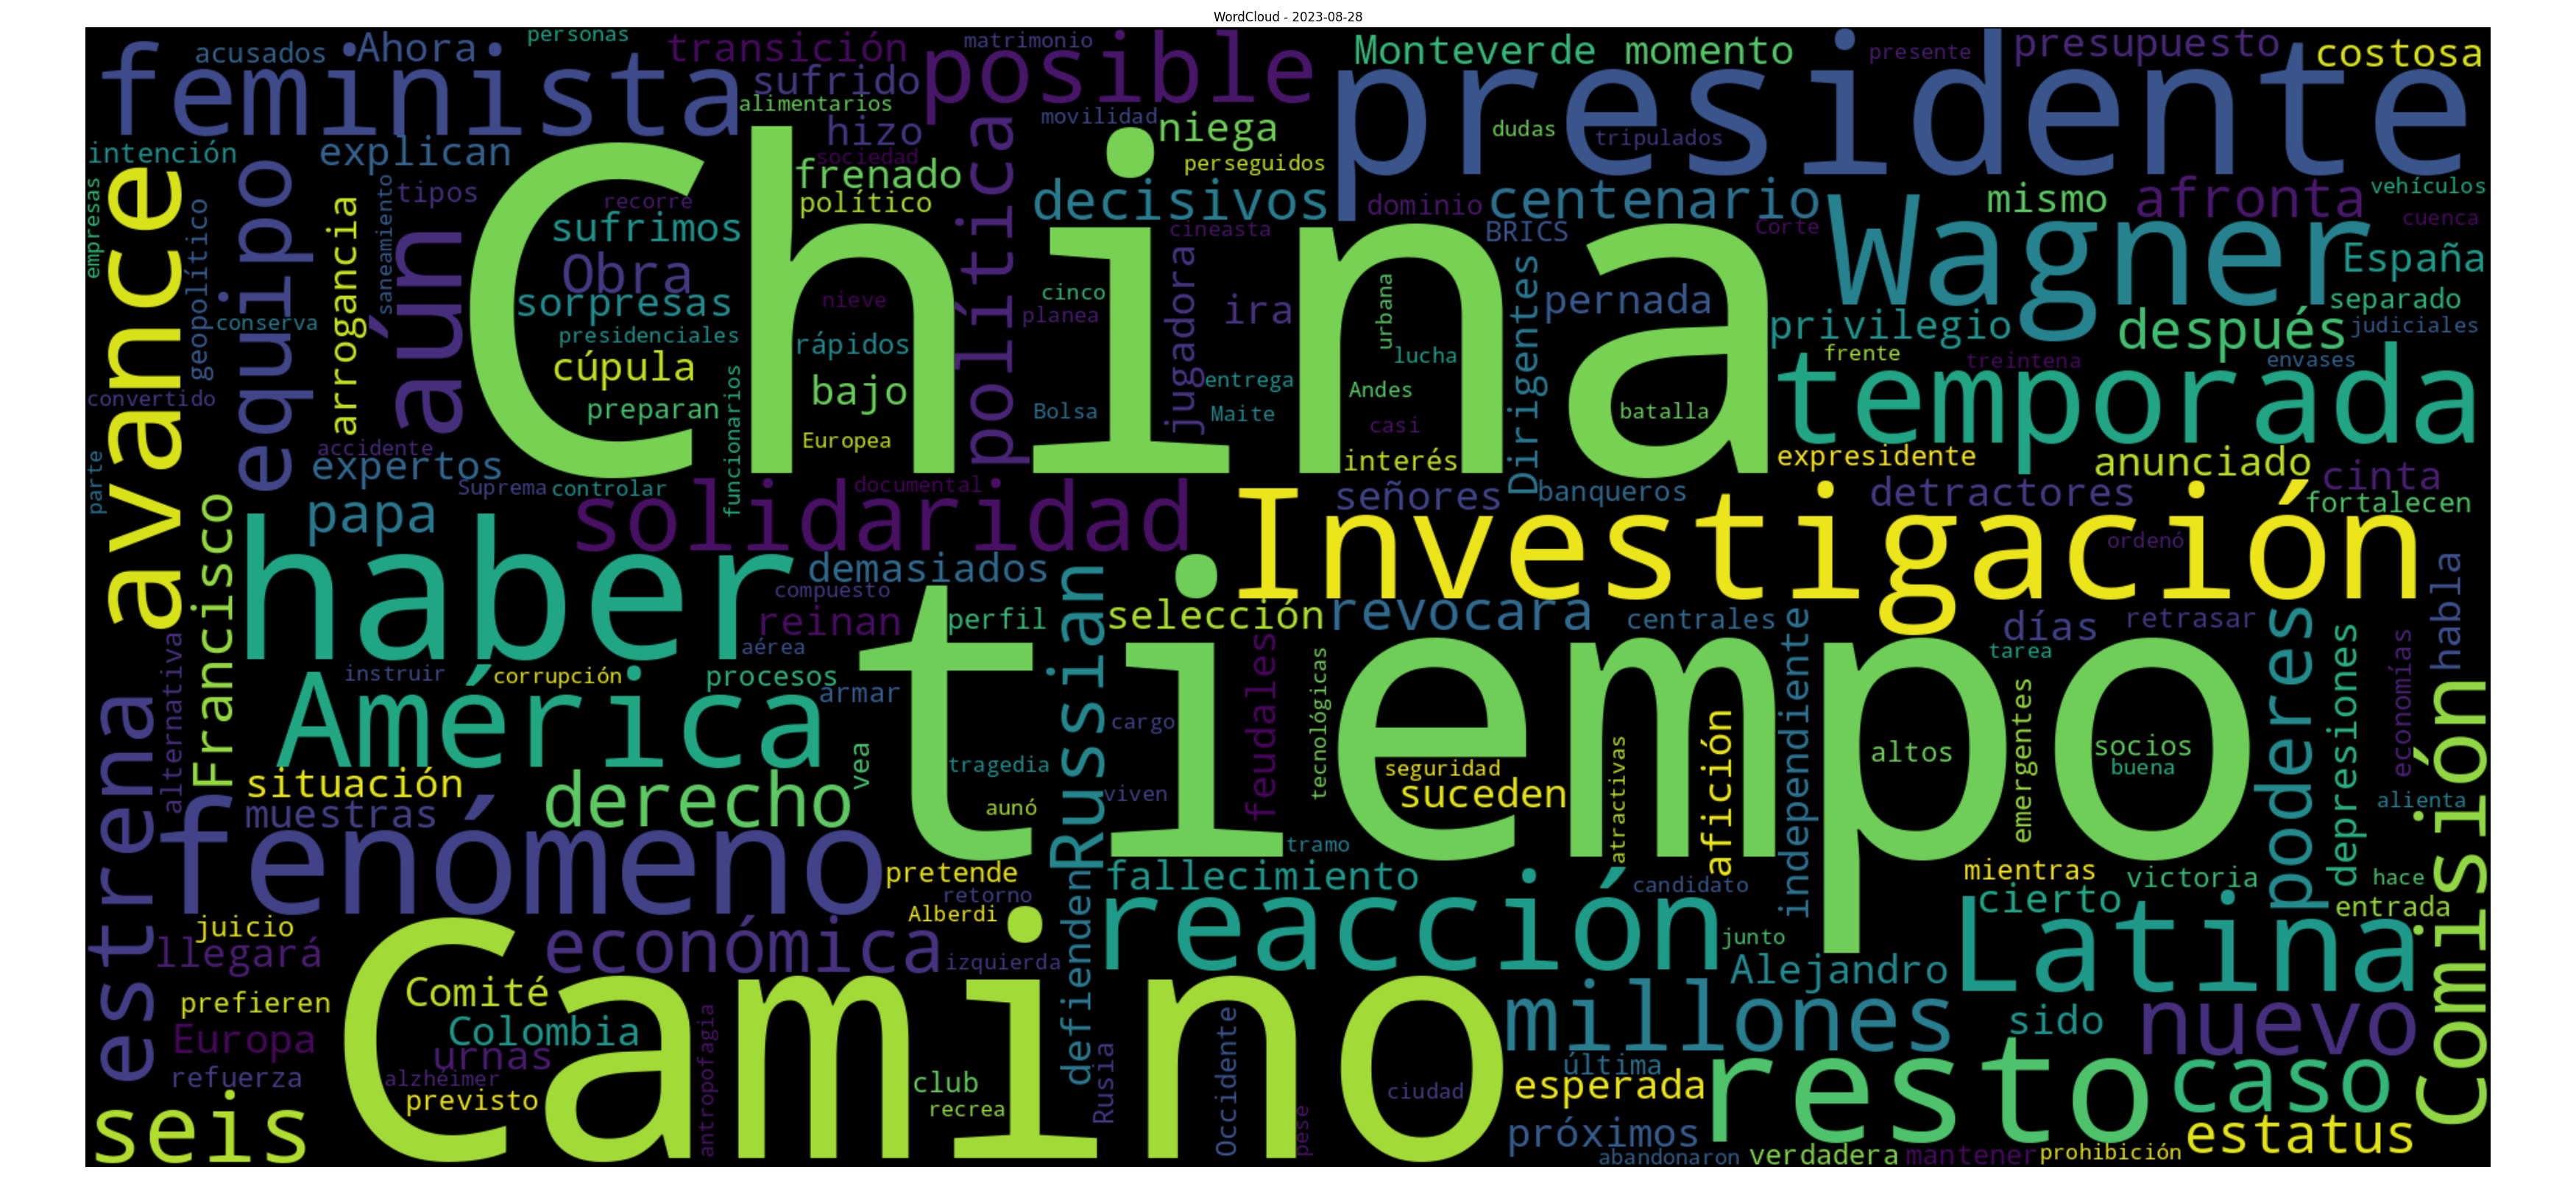 WordCloud - 2023-08-28
personas
matrimonio
acusados
Ahora
transición
posible
Monteverde
momento
presidente
presente
presupuesto
costosa
feminista
sufrido
alimentarios
hizo
movilidad
niega
dudas
tripulados
intención
explican
sociedad
política
perseguidos
frenado
político
decisivos
dominio
centenario
mismo
afronta
vehículos
cuenca
empresas
avance
geopolítico
equipo
arrogancia
saneamiento
tipos
aún
recorre
sufrimos
China
cineasta
BRICS
Corte
Wagner
España
Obra
sorpresas
nieve
cinco
planea
jugadora
ira
urbana
Dirigentes
pernada
separado
conserva
presidenciales
rápidos
lucha
privilegio
después
judiciales
cúpula
bajo
entrega
Andes
frente
treintena
envases
convertido
preparan
funcionarios
Bolsa
Maite
casi
batalla
temporada
accidente
Europea
interés
expresidente
anunciado
cinta
parte
expertos
Suprema
controlar
documental
señores
banqueros
detractores
fortalecen
Francisco
papa
solidaridad
Investigación
ordenó
haber
demasiados
compuesto
Russian
habla
reinan
perfil
selección
revocara
centrales
independiente
días
retrasar
poderes
depresiones
economías
alternativa
aérea
feudales
tecnológicas
tarea
instruir
corrupción
procesos
armar
tiempo
América
cargo
afición
emergentes
Comisión
estrena
situación
vea
tragedia
seguridad
atractivas
altos
socios
buena
muestras
derecho
aunó
viven
suceden
alienta
fenómeno
tramo
pretende
retorno
fallecimiento
candidato
mientras
victoria
hace
juicio
Alberdi
defienden
reacción
cierto
entrada
llegará
económica
izquierda
junto
Alejandro
Latina
prefieren
Comité
Camino
millones
Europa
Colombia
urnas
antropofagia
Rusia
Occidente
sido
nuevo
refuerza
alzhéimer
club
ciudad
última
previsto
recrea
pese
esperada
resto
caso
seis
próximos
estatus
abandonaron
verdadera
mantener
prohibición